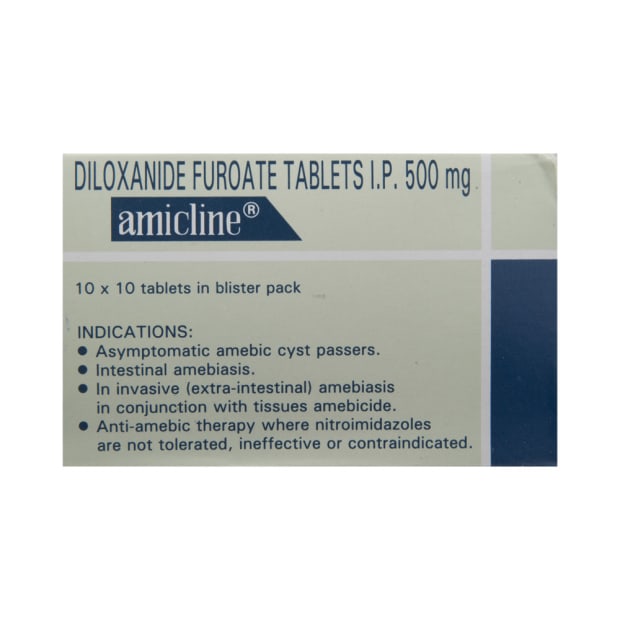 DILOXANIDE FUROATE TABLETS I.P. 500 mg
amicline®
10 x 10 tablets in blister pack
INDICATIONS:
● Asymptomatic amebic cyst passers.
● Intestinal amebiasis.
● In invasive (extra-intestinal) amebiasis
in conjunction with tissues amebicide.
● Anti-amebic therapy where nitroimidazoles
are not tolerated, ineffective or contraindicated.